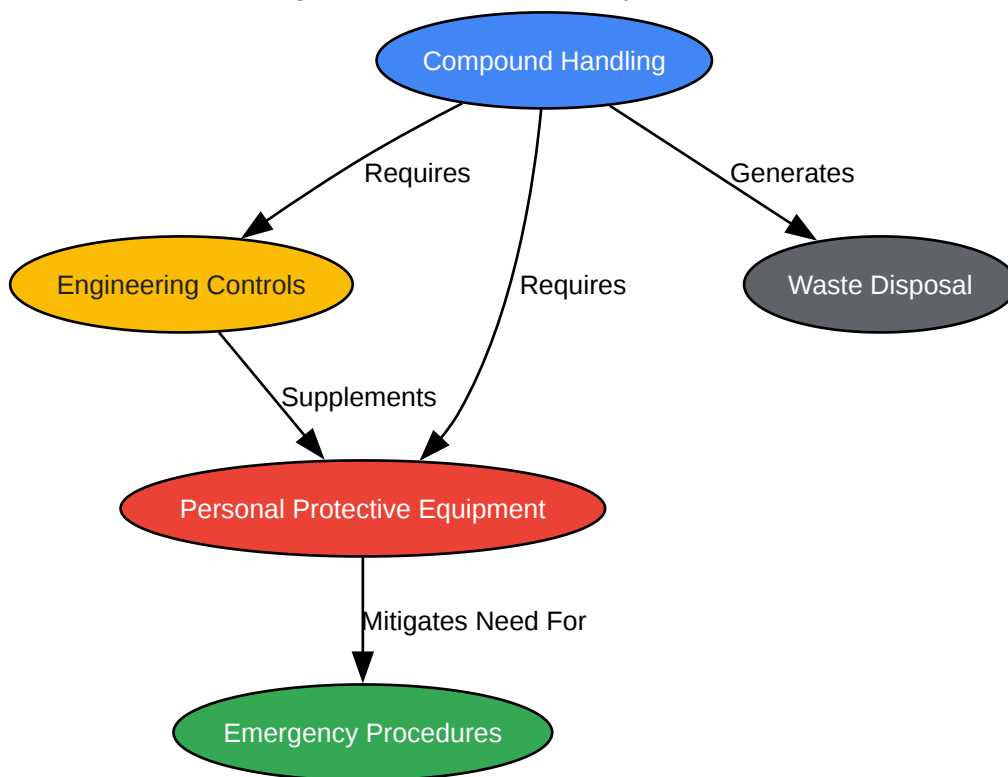 Compound Handling
Requires
Generates
Engineering Controls
Requires
Waste Disposal
Supplements
Personal Protective Equipment
Mitigates Need For
Emergency Procedures